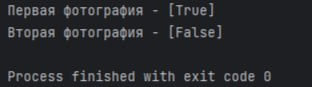 Первая фотография - [True]
Вторая фотография - [False]
Process finished with exit code 0